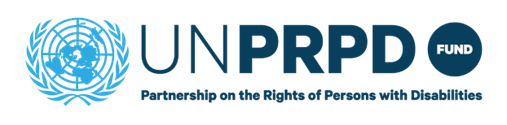 UNPRPD FUND
Partnership on the Rights of Persons with Disabilities